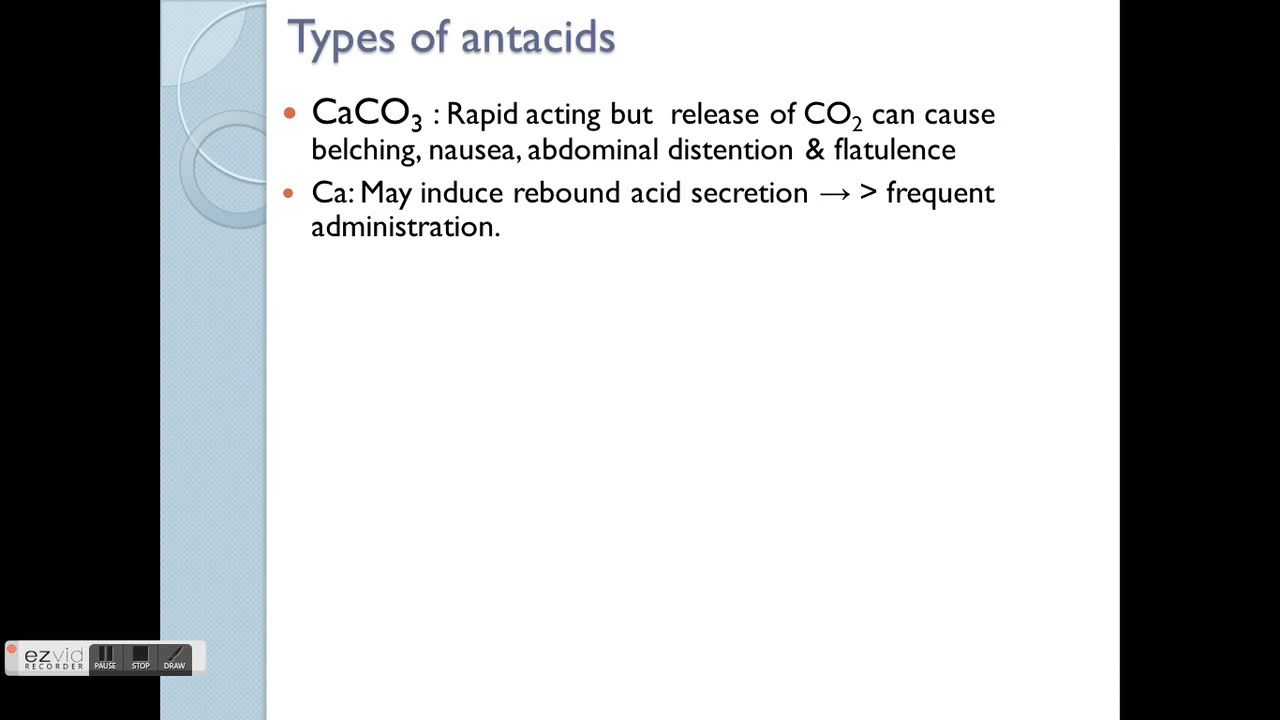 Types of antacids
• CaCO₃ : Rapid acting but release of CO₂ can cause
belching, nausea, abdominal distention & flatulence
• Ca: May induce rebound acid secretion → > frequent
administration.
ezvid
RECORDER
PAUSE STOP DRAW